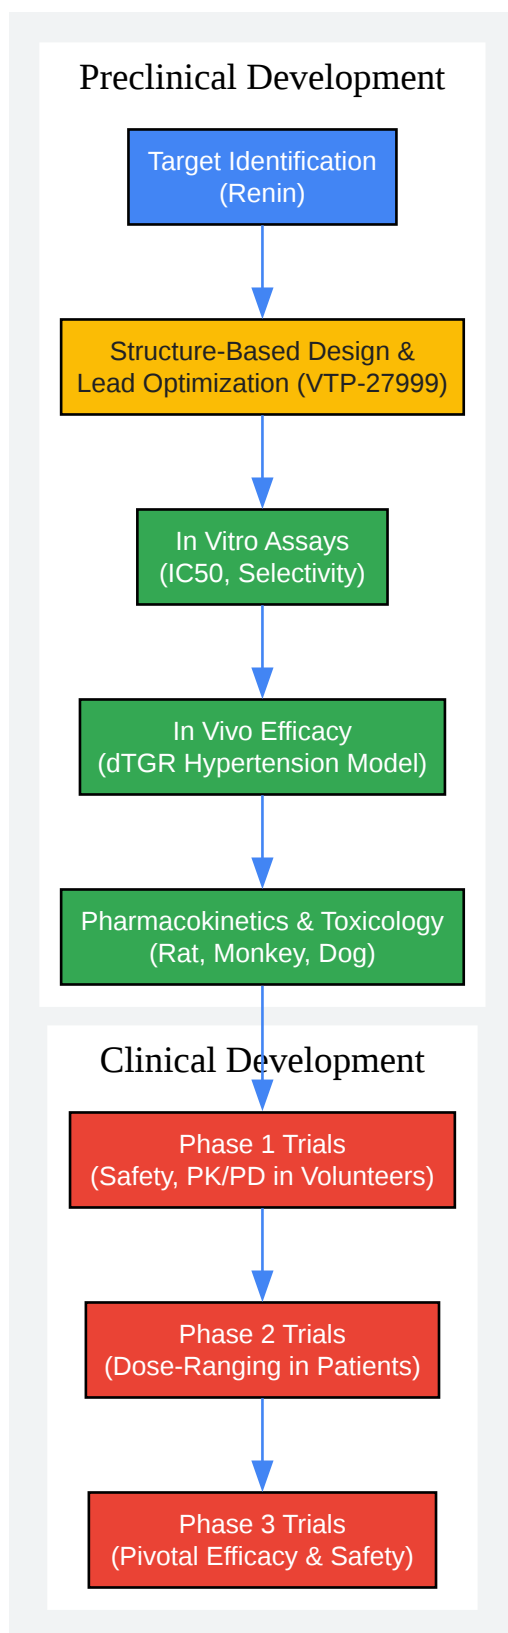 Preclinical Development
Target Identification
(Renin)
Structure-Based Design &
Lead Optimization (VTP-27999)
In Vitro Assays
(IC50, Selectivity)
In Vivo Efficacy
(dTGR Hypertension Model)
Pharmacokinetics & Toxicology
(Rat, Monkey, Dog)
Clinical Development
Phase 1 Trials
(Safety, PK/PD in Volunteers)
Phase 2 Trials
(Dose-Ranging in Patients)
Phase 3 Trials
(Pivotal Efficacy & Safety)